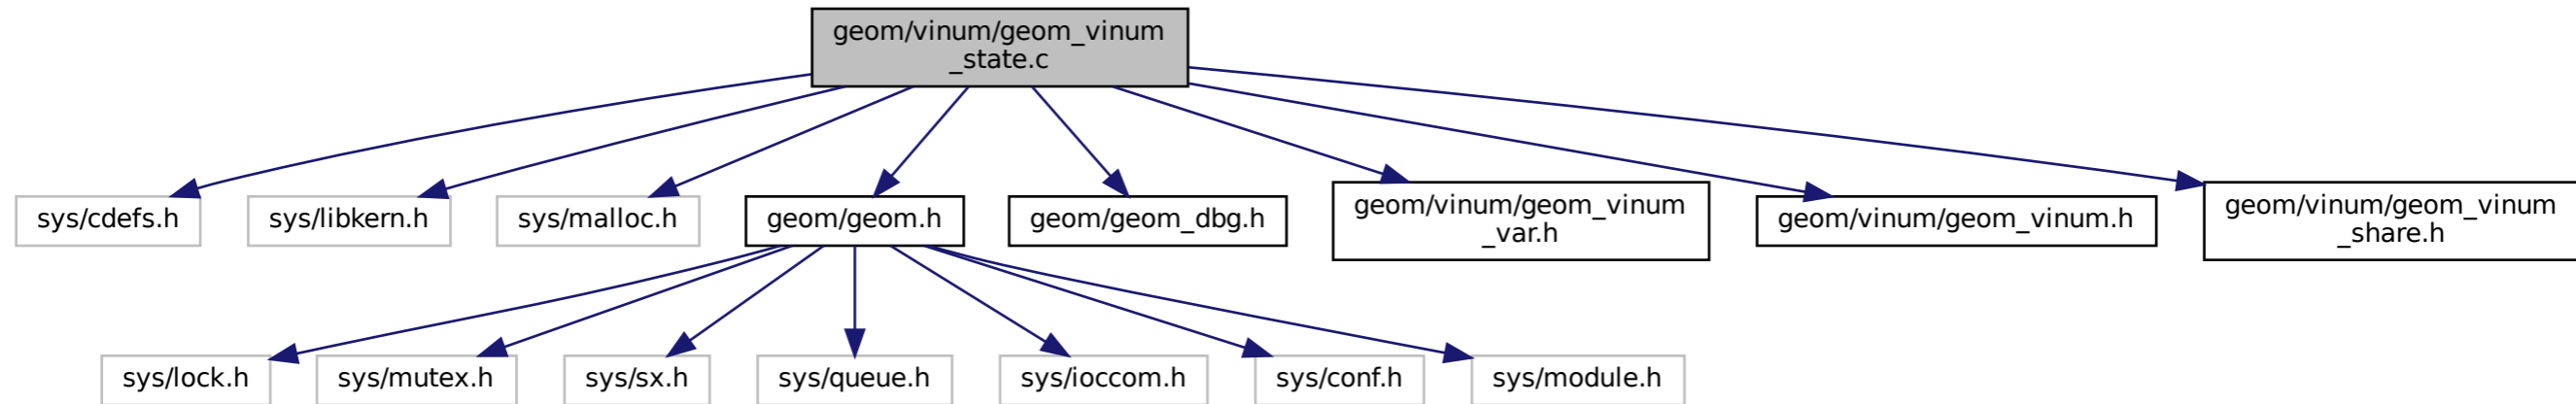 geom/vinum/geom_vinum
_state.c
sys/cdefs.h
sys/libkern.h
sys/malloc.h
geom/geom.h
geom/geom_dbg.h
geom/vinum/geom_vinum
_var.h
geom/vinum/geom_vinum.h
geom/vinum/geom_vinum
_share.h
sys/lock.h
sys/mutex.h
sys/sx.h
sys/queue.h
sys/ioccom.h
sys/conf.h
sys/module.h